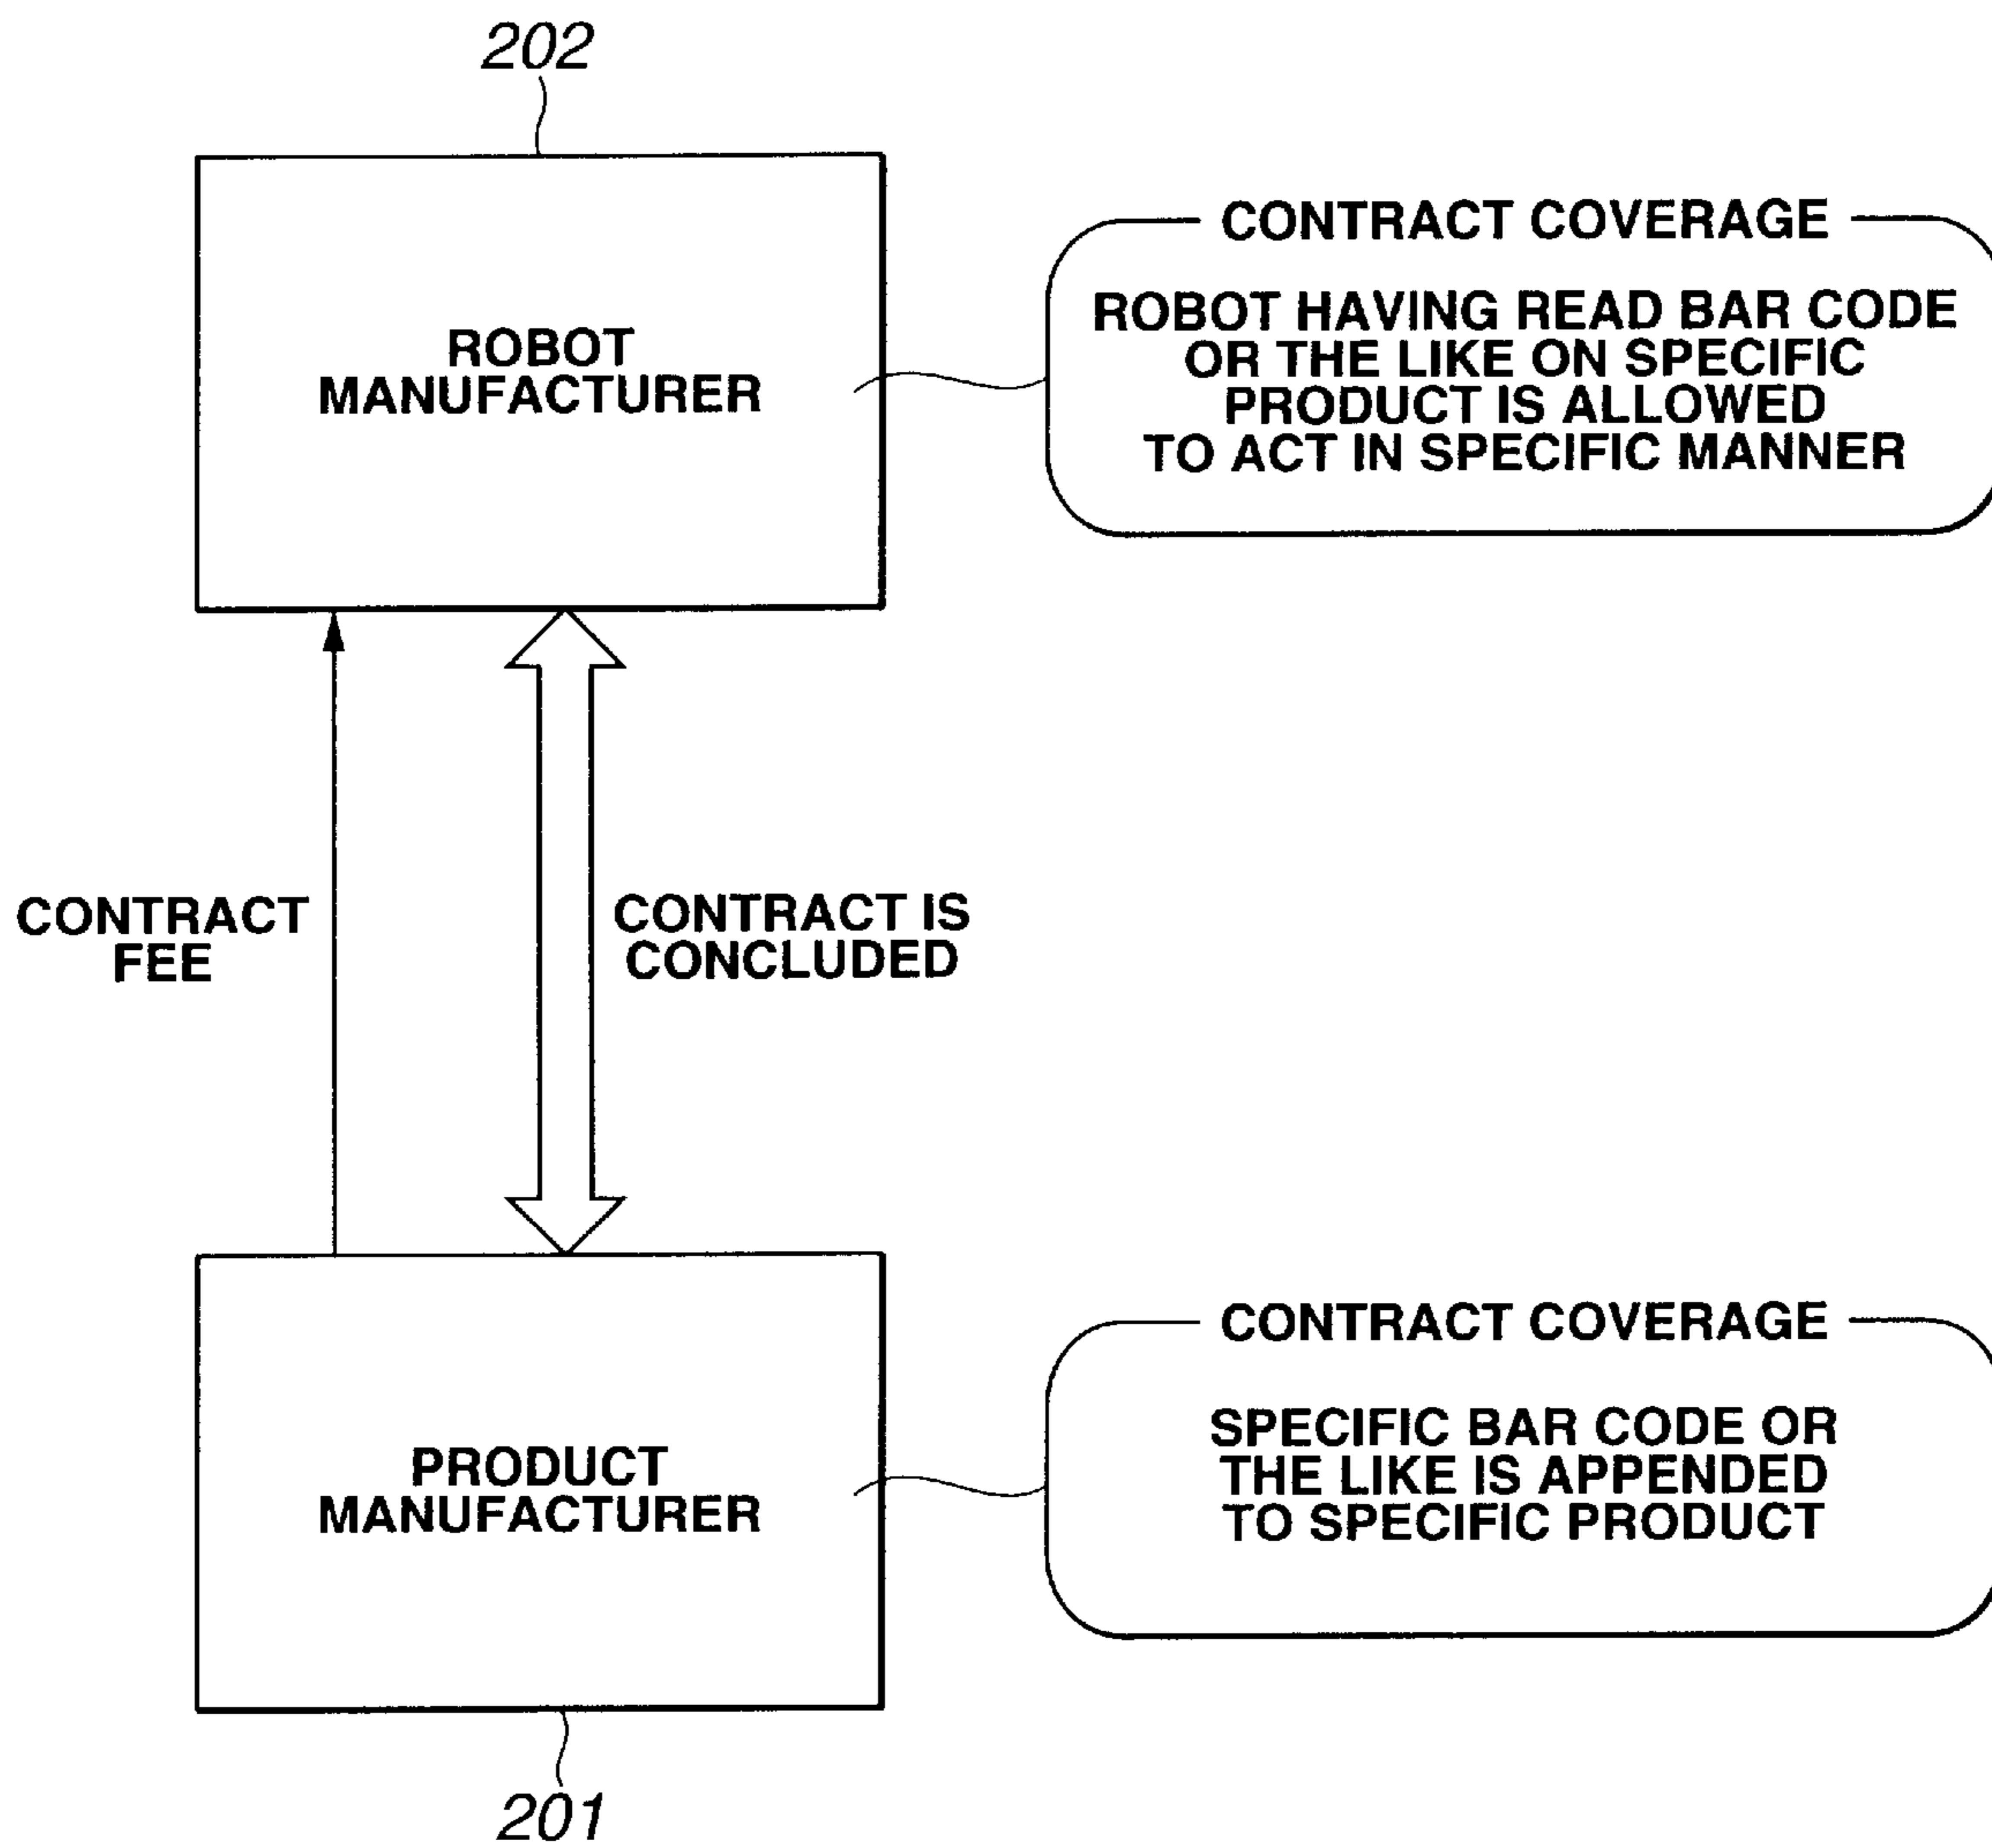 202
ROBOT
MANUFACTURER
CONTRACT COVERAGE
ROBOT HAVING READ BAR CODE
OR THE LIKE ON SPECIFIC
PRODUCT IS ALLOWED
TO ACT IN SPECIFIC MANNER
CONTRACT
FEE
CONTRACT IS
CONCLUDED
PRODUCT
MANUFACTURER
CONTRACT COVERAGE
SPECIFIC BAR CODE OR
THE LIKE IS APPENDED
TO SPECIFIC PRODUCT
201